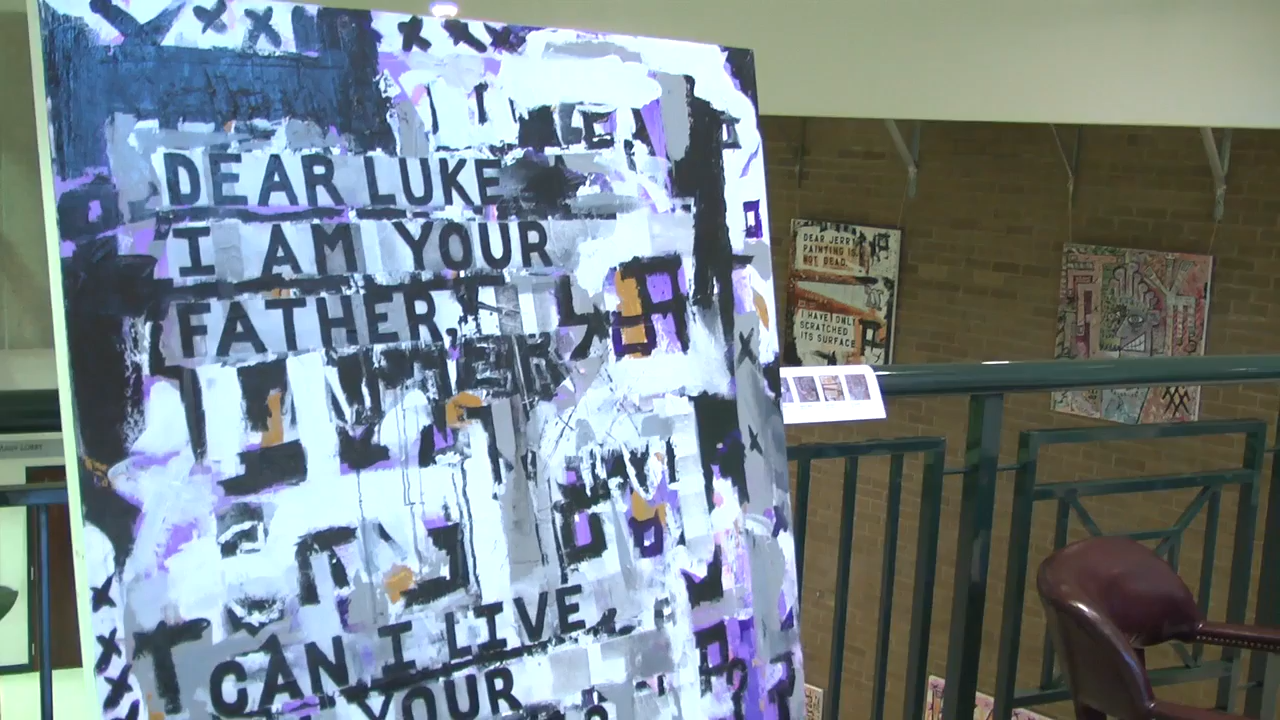 DEAR LUKE
I AM YOUR
FATHER.
CAN I LIVE
YOUR
DEAR JERRY
PAINTING IS
NOT DEAD.
I HAVE ONLY
SCRATCHED
ITS SURFACE
LOBBY